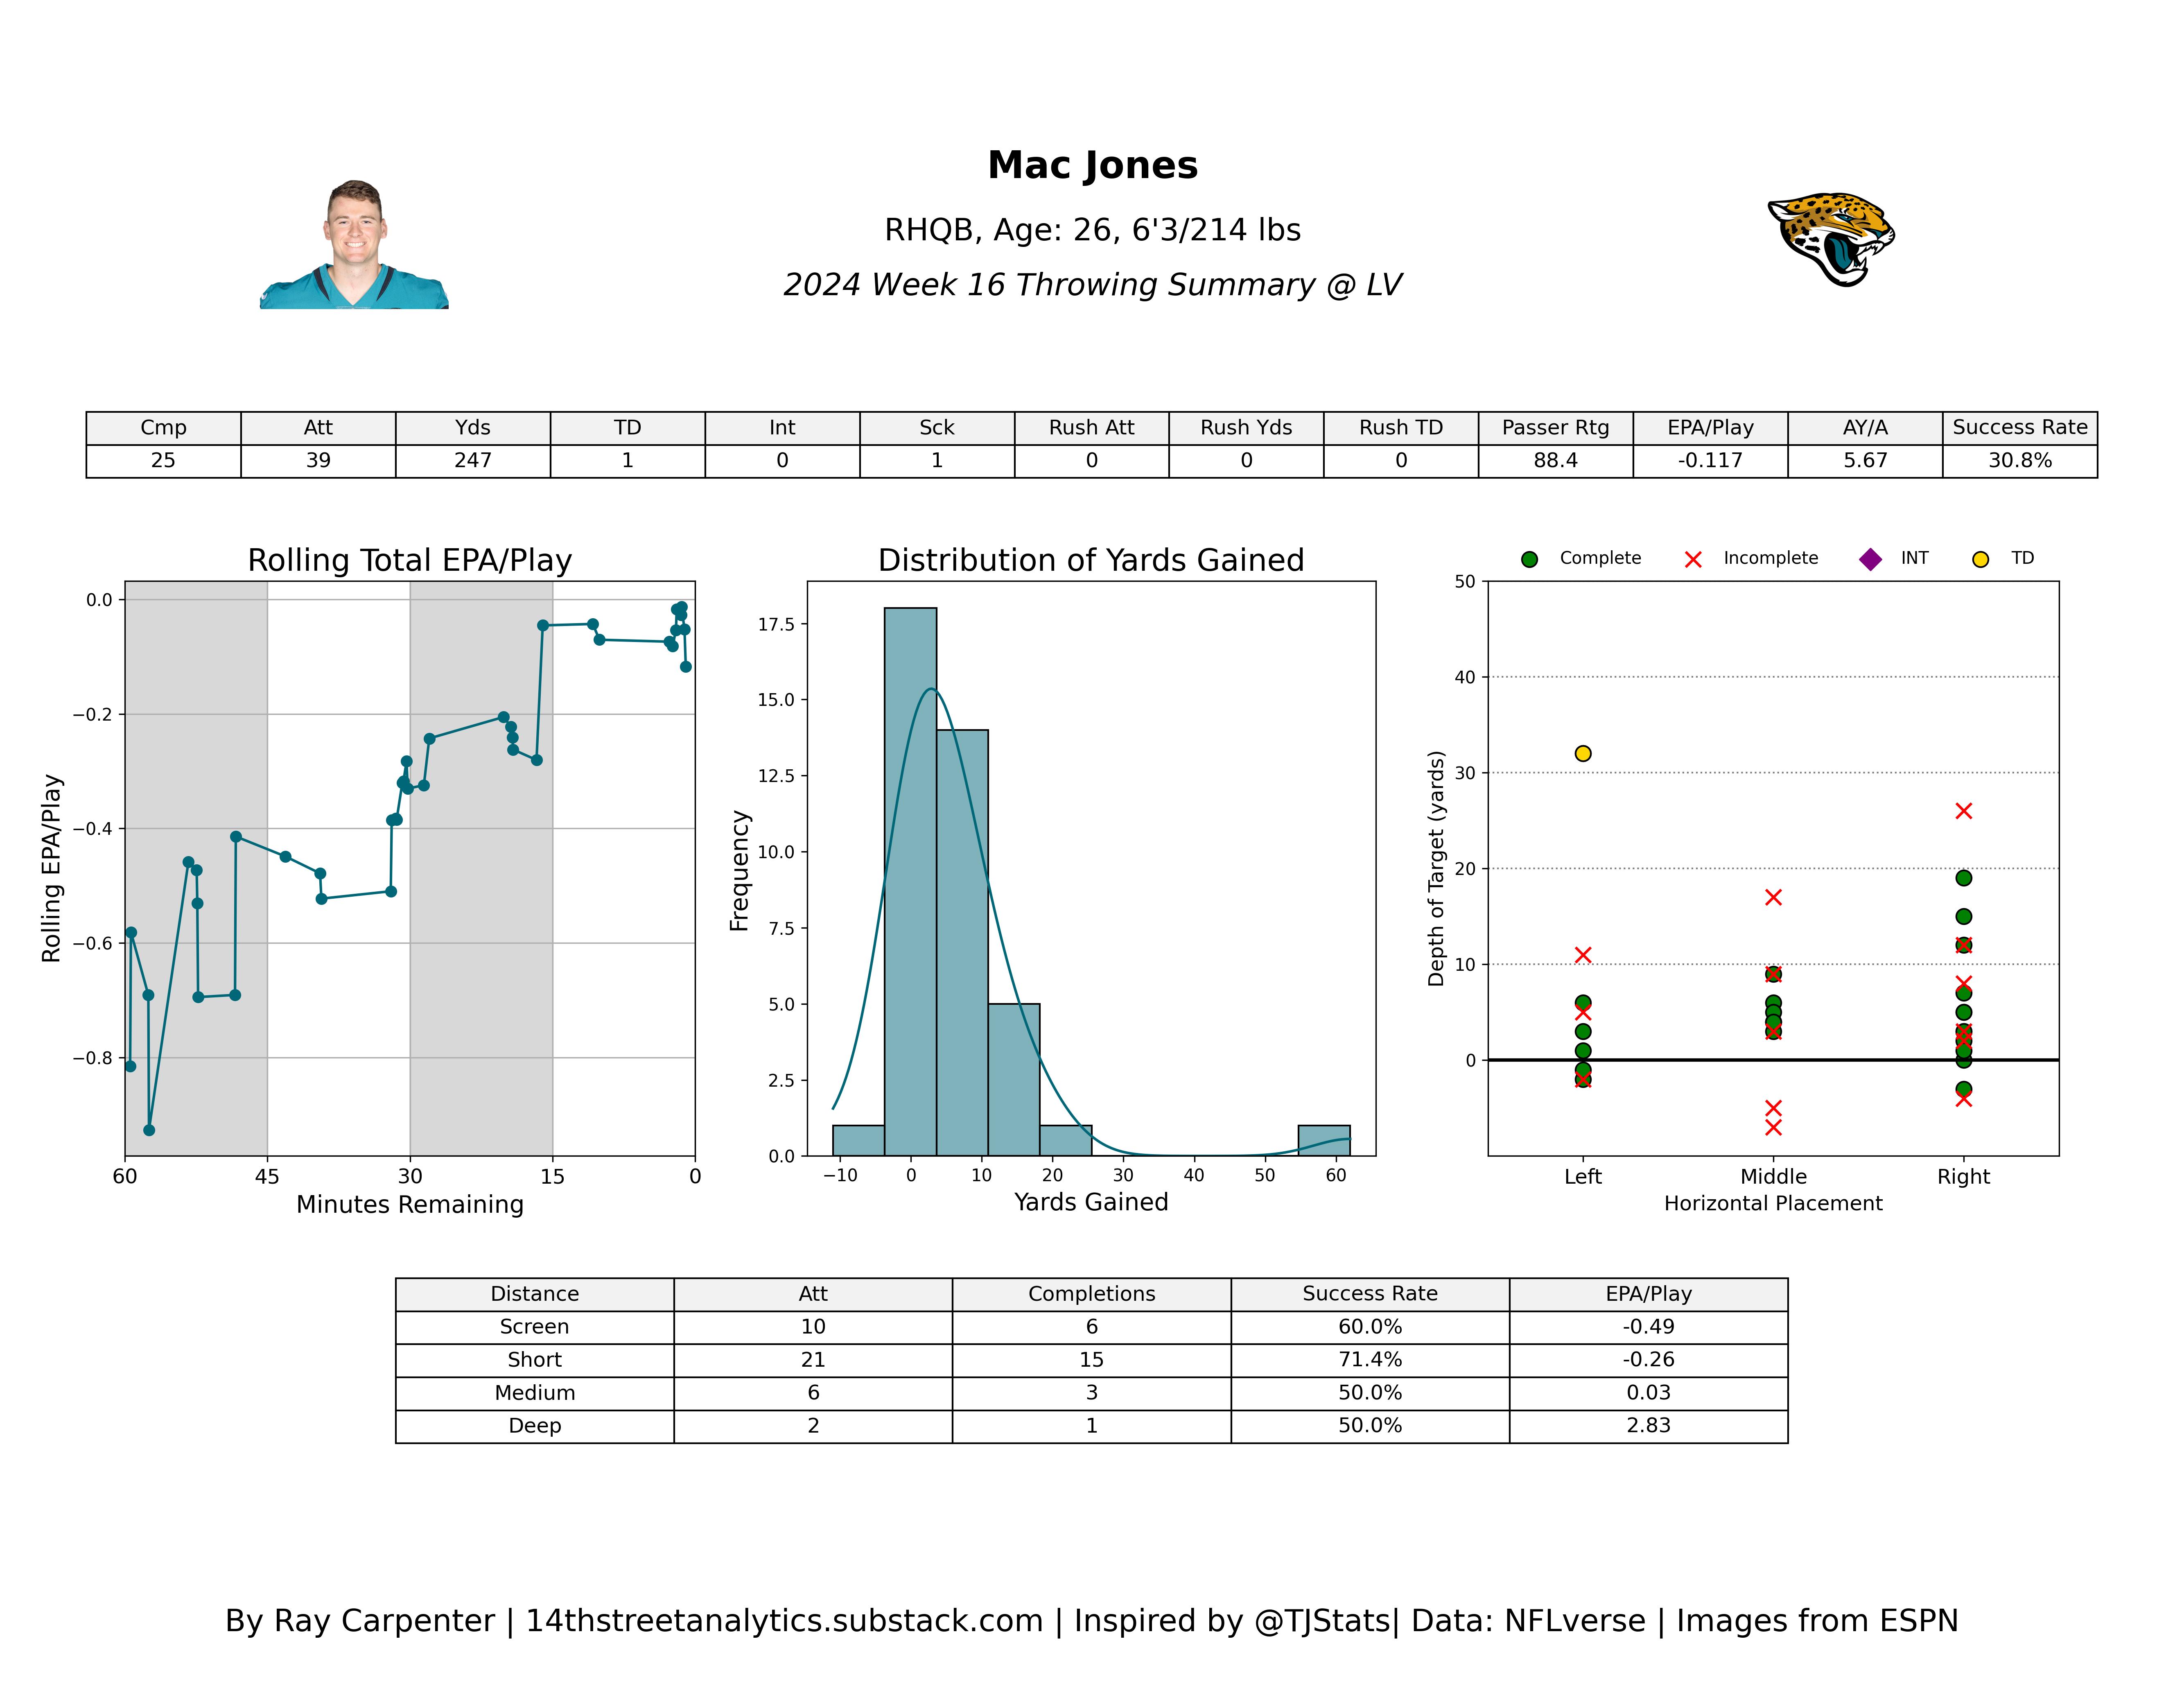 Mac Jones
RHQB, Age: 26, 6'3/214 lbs
2024 Week 16 Throwing Summary @ LV
Cmp Att Yds TD Int Sck Rush Att Rush Yds Rush TD Passer Rtg EPA/Play AY/A Success Rate
25 39 247 1 0 1 0 0 0 88.4 -0.117 5.67 30.8%
Rolling Total EPA/Play
0.0
−0.2
−0.4
−0.6
−0.8
Rolling EPA/Play
60 45 30 15 0
Minutes Remaining
Distribution of Yards Gained
17.5
15.0
12.5
10.0
7.5
5.0
2.5
0.0
Frequency
−10 0 10 20 30 40 50 60
Yards Gained
Complete Incomplete INT TD
50
40
30
20
10
0
Depth of Target (yards)
Left Middle Right
Horizontal Placement
Distance Att Completions Success Rate EPA/Play
Screen 10 6 60.0% -0.49
Short 21 15 71.4% -0.26
Medium 6 3 50.0% 0.03
Deep 2 1 50.0% 2.83
By Ray Carpenter | 14thstreetanalytics.substack.com | Inspired by @TJStats| Data: NFLverse | Images from ESPN